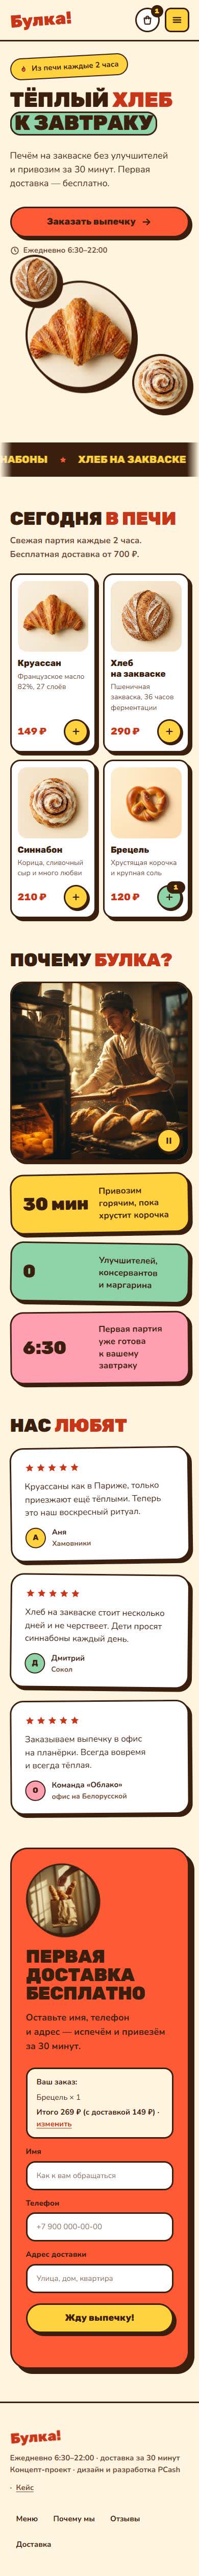 Булка!
1
Из печи каждые 2 часа
ТЁПЛЫЙ ХЛЕБ
К ЗАВТРАКУ
Печём на закваске без улучшителей
и привозим за 30 минут. Первая
доставка — бесплатно.
Заказать выпечку →
Ежедневно 6:30–22:00
НАБОНЫ ★ ХЛЕБ НА ЗАКВАСКЕ
СЕГОДНЯ В ПЕЧИ
Свежая партия каждые 2 часа.
Бесплатная доставка от 700 ₽.
Круассан
Французское масло
82%, 27 слоёв
149 ₽
+
Хлеб
на закваске
Пшеничная
закваска, 36 часов
ферментации
290 ₽
+
Синнабон
Корица, сливочный
сыр и много любви
210 ₽
+
Брецель
Хрустящая корочка
и крупная соль
120 ₽
+
1
ПОЧЕМУ БУЛКА?
30 мин
Привозим
горячим, пока
хрустит корочка
0
Улучшителей,
консервантов
и маргарина
6:30
Первая партия
уже готова
к вашему
завтраку
НАС ЛЮБЯТ
★ ★ ★ ★ ★
Круассаны как в Париже, только
приезжают ещё тёплыми. Теперь
это наш воскресный ритуал.
А
Аня
Хамовники
★ ★ ★ ★ ★
Хлеб на закваске стоит несколько
дней и не черствеет. Дети просят
синнабоны каждый день.
Д
Дмитрий
Сокол
★ ★ ★ ★ ★
Заказываем выпечку в офис
на планёрки. Всегда вовремя
и всегда тёплая.
О
Команда «Облако»
офис на Белорусской
ПЕРВАЯ
ДОСТАВКА
БЕСПЛАТНО
Оставьте имя, телефон
и адрес — испечём и привезём
за 30 минут.
Ваш заказ:
Брецель × 1
Итого 269 ₽ (с доставкой 149 ₽) ·
изменить
Имя
Как к вам обращаться
Телефон
+7 900 000-00-00
Адрес доставки
Улица, дом, квартира
Жду выпечку!
Булка!
Ежедневно 6:30–22:00 · доставка за 30 минут
Концепт-проект · дизайн и разработка PCash
· Кейс
Меню Почему мы Отзывы
Доставка